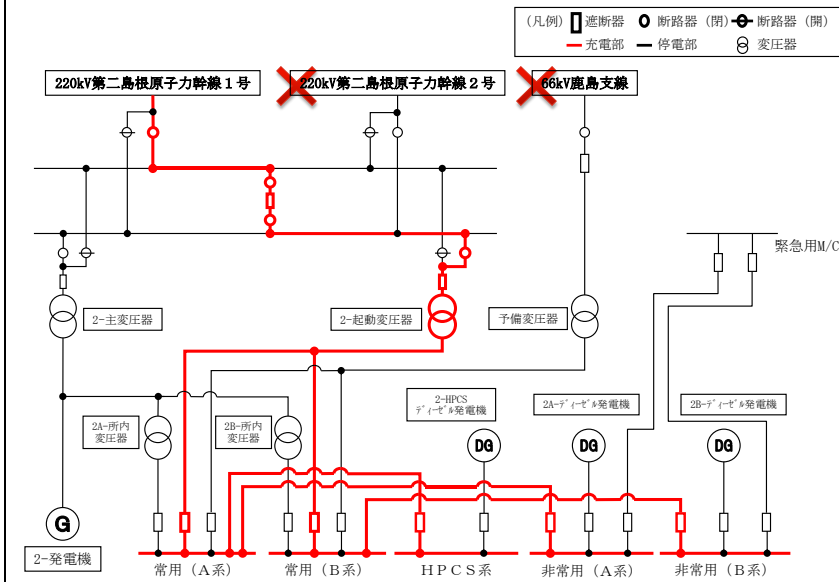 (凡例) 遮断器 断路器 (閉) 断路器 (開)
充電部 停電部 変圧器
220kV第二島根原子力幹線1号
220kV第二島根原子力幹線2号
66kV鹿島支線
緊急用M/C
2-主変圧器
2-起動変圧器
予備変圧器
2-HPCS
ディーゼル発電機
2A-ディーゼル発電機
2B-ディーゼル発電機
2A-所内
変圧器
2B-所内
変圧器
DG
DG
DG
G
2-発電機
常用 (A系)
常用 (B系)
HPCS系
非常用 (A系)
非常用 (B系)